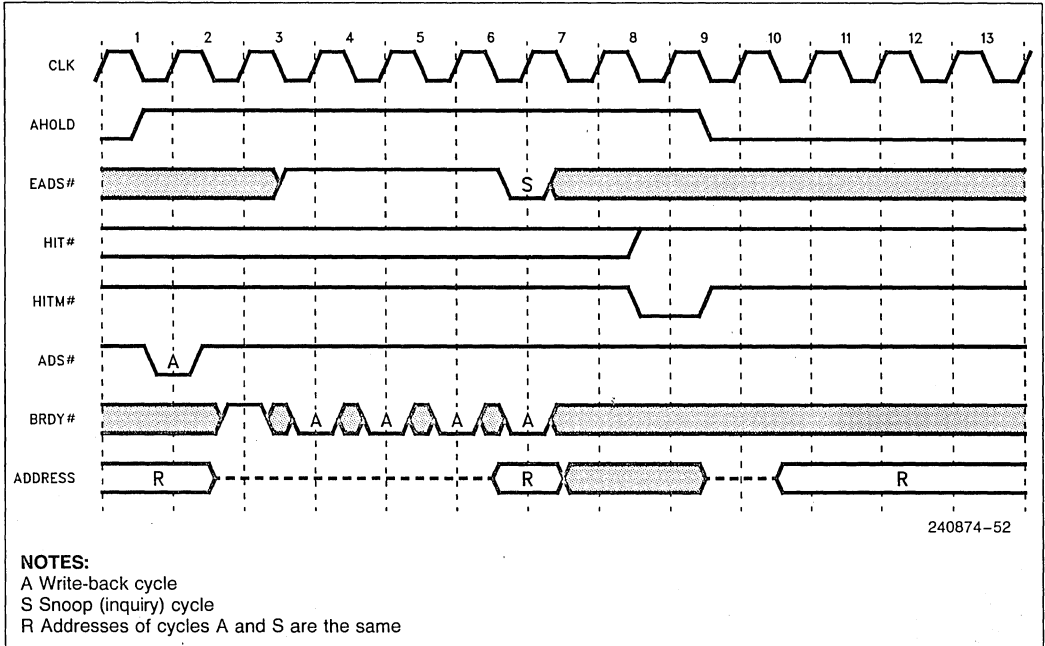 1 2 3 4 5 6 7 8 9 10 11 12 13
CLK
AHOLD
EADS#
S
HIT#
HITM#
ADS#
A
BRDY#
A A A A
ADDRESS
R R R
240874–52
NOTES:
A Write-back cycle
S Snoop (inquiry) cycle
R Addresses of cycles A and S are the same